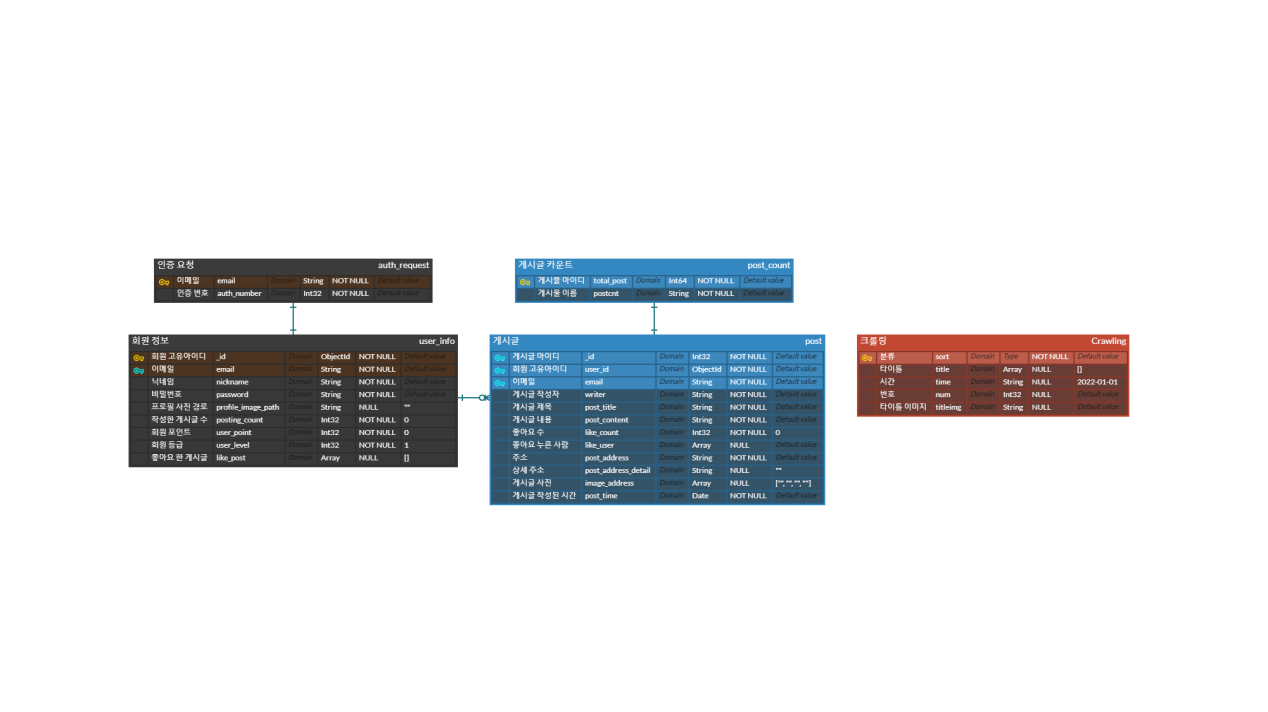 인증 요청 auth_request
이메일 email Domain String NOT NULL Default value
인증 번호 auth_number Domain Int32 NOT NULL Default value
게시글 카운트 post_count
게시물 아이디 total_post Domain Int64 NOT NULL Default value
게시물 이름 postcnt Domain String NOT NULL Default value
회원 정보 user_info
회원 고유아이디 _id Domain ObjectId NOT NULL Default value
이메일 email Domain String NOT NULL Default value
닉네임 nickname Domain String NOT NULL Default value
비밀번호 password Domain String NOT NULL Default value
프로필 사진 경로 profile_image_path Domain String NULL ""
작성한 게시글 수 posting_count Domain Int32 NOT NULL 0
회원 포인트 user_point Domain Int32 NOT NULL 0
회원 등급 user_level Domain Int32 NOT NULL 1
좋아요 한 게시글 like_post Domain Array NULL []
게시글 post
게시글 아이디 _id Domain Int32 NOT NULL Default value
회원 고유아이디 user_id Domain ObjectId NOT NULL Default value
이메일 email Domain String NOT NULL Default value
게시글 작성자 writer Domain String NOT NULL Default value
게시글 제목 post_title Domain String NOT NULL Default value
게시글 내용 post_content Domain String NOT NULL Default value
좋아요 수 like_count Domain Int32 NOT NULL 0
좋아요 누른 사람 like_user Domain Array NULL Default value
주소 post_address Domain String NOT NULL Default value
상세 주소 post_address_detail Domain String NULL ""
게시글 사진 image_address Domain Array NULL ["","","",""]
게시글 작성된 시간 post_time Domain Date NOT NULL Default value
크롤링 Crawling
분류 sort Domain Type NOT NULL Default value
타이틀 title Domain Array NULL []
시간 time Domain String NULL 2022-01-01
번호 num Domain Int32 NULL Default value
타이틀 이미지 titleimg Domain String NULL Default value